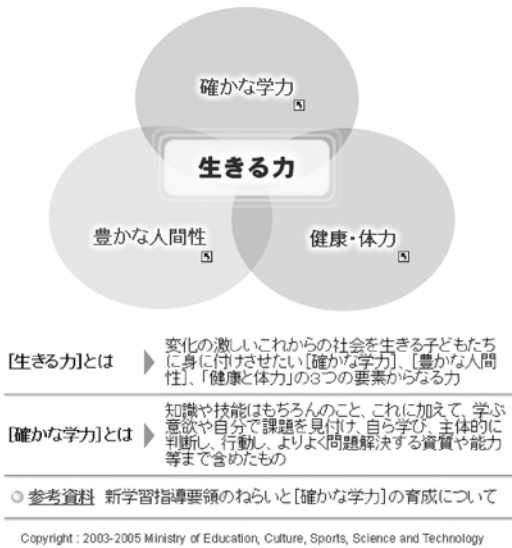 確かな学力
生きる力
豊かな人間性
健康・体力
[生きる力]とは
変化の激しいこれからの社会を生きる子どもたち
に身に付けさせたい[確かな学力]、[豊かな人間
性]、「健康と体力」の3つの要素からなる力
[確かな学力]とは
知識や技能はもちろんのこと、これに加えて、学ぶ
意欲や自分で課題を見付け、自ら学び、主体的に
判断し、行動し、よりよく問題解決する資質や能力
等まで含めたもの
参考資料 新学習指導要領のねらいと[確かな学力]の育成について
Copyright : 2003-2005 Ministry of Education, Culture, Sports, Science and Technology